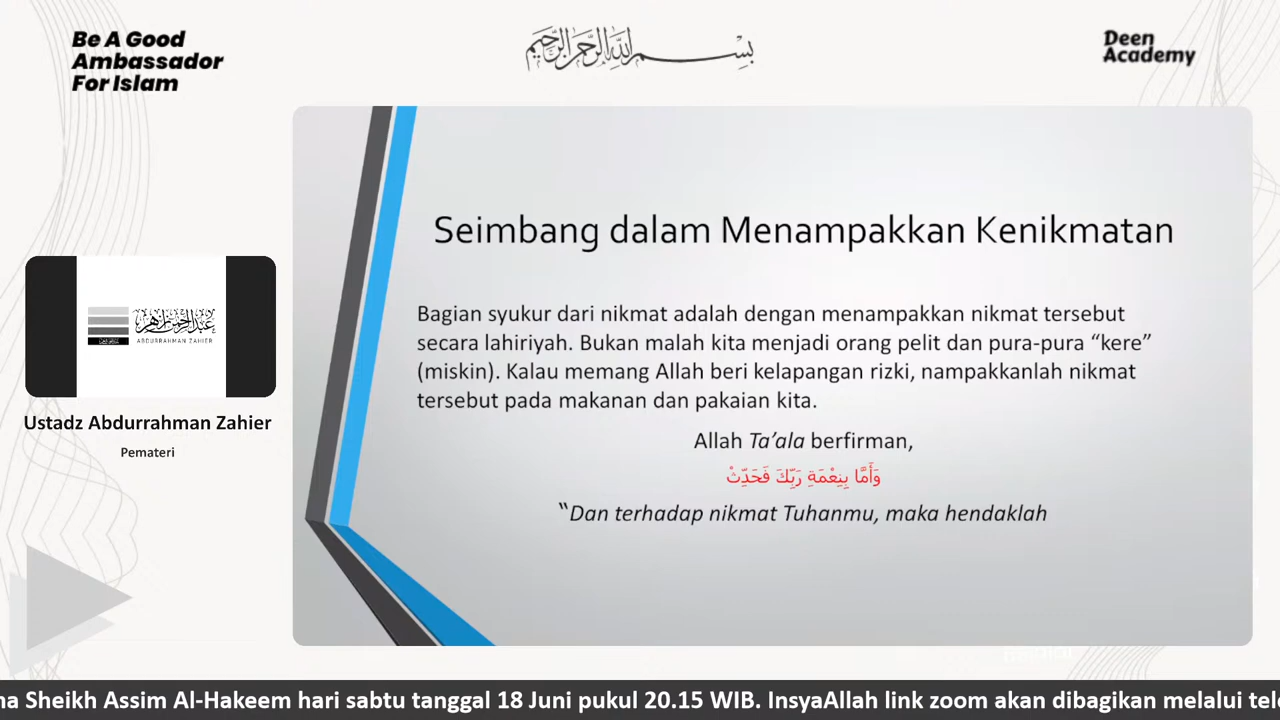 Be A Good
Ambassador
For Islam
بسم الله الرحمن الرحيم
Deen
Academy
Seimbang dalam Menampakkan Kenikmatan
Bagian syukur dari nikmat adalah dengan menampakkan nikmat tersebut
secara lahiriyah. Bukan malah kita menjadi orang pelit dan pura-pura “kere”
(miskin). Kalau memang Allah beri kelapangan rizki, nampakkanlah nikmat
tersebut pada makanan dan pakaian kita.
Allah Ta’ala berfirman,
وَأَمَّا بِنِعْمَةِ رَبِّكَ فَحَدِّثْ
“Dan terhadap nikmat Tuhanmu, maka hendaklah
ABDURRAHMAN ZAHIER
Ustadz Abdurrahman Zahier
Pemateri
Sheikh Assim Al-Hakeem hari sabtu tanggal 18 Juni pukul 20.15 WIB. InsyaAllah link zoom akan dibagikan melalui